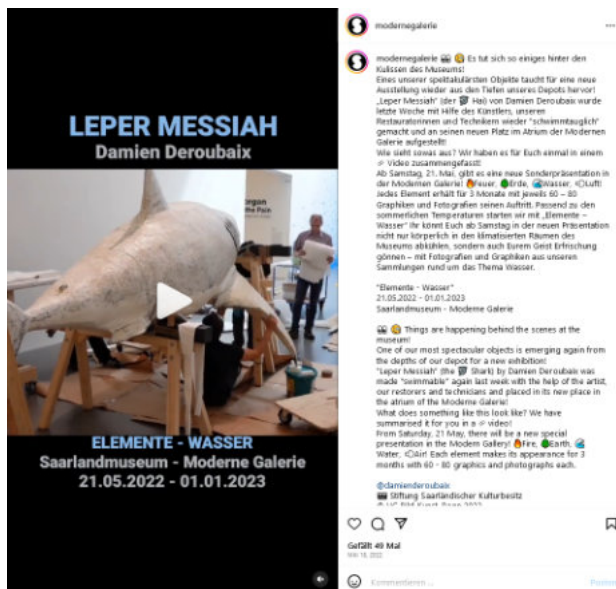 LEPER MESSIAH
Damien Deroubaix
ELEMENTE - WASSER
Saarlandmuseum - Moderne Galerie
21.05.2022 - 01.01.2023
modernegalerie
modernegalerie Es tut sich so einiges hinter den
Kulissen des Museums!
Eines unserer spektakulärsten Objekte taucht für eine neue
Ausstellung wieder aus den Tiefen unseres Depots hervor!
„Leper Messiah“ (der Hai) von Damien Deroubaix wurde
letzte Woche mit Hilfe des Künstlers, unseren
Restauratorinnen und Technikern wieder "schwimmtauglich"
gemacht und an seinen neuen Platz im Atrium der Modernen
Galerie aufgestellt!
Wie sieht sowas aus? Wir haben es für Euch einmal in einem
Video zusammengefasst!
Ab Samstag, 21. Mai, gibt es eine neue Sonderpräsentation
in der Modernen Galerie! 🔥Feuer, 🌳Erde, 🌊Wasser, 💨Luft!
Jedes Element erhält für 3 Monate mit jeweils 60 – 80
Graphiken und Fotografien seinen Auftritt. Passend zu den
sommerlichen Temperaturen starten wir mit „Elemente –
Wasser“ Ihr könnt Euch ab Samstag in der neuen Präsentation
nicht nur körperlich in den klimatisierten Räumen des
Museums abkühlen, sondern auch Eurem Geist Erfrischung
gönnen – mit Fotografien und Graphiken aus unseren
Sammlungen rund um das Thema Wasser.
"Elemente - Wasser"
21.05.2022 - 01.01.2023
Saarlandmuseum - Moderne Galerie
Things are happening behind the scenes at the
museum!
One of our most spectacular objects is emerging again from
the depths of our depot for a new exhibition!
"Leper Messiah" (the Shark) by Damien Deroubaix was
made "swimmable" again last week with the help of the artist,
our restorers and technicians and placed in its new place in
the atrium of the Moderne Galerie!
What does something like this look like? We have
summarised it for you in a video!
From Saturday, 21 May, there will be a new special
presentation in the Modern Gallery! 🔥Fire, 🌳Earth, 🌊
Water, 💨Air! Each element makes its appearance for 3
months with 60 - 80 graphics and photographs each.
@damienderoubaix
Stiftung Saarländischer Kulturbesitz
Gefällt 49 Mal
Kommentieren ...